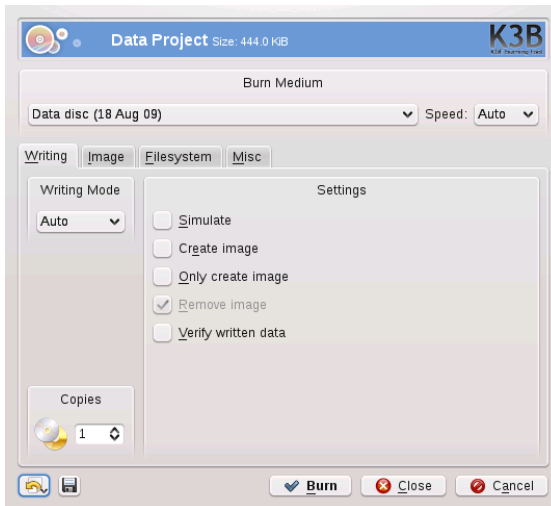 Data Project Size: 444.0 KiB
K3B
Burn Medium
Data disc (18 Aug 09) Speed: Auto
Writing Image Filesystem Misc
Writing Mode Settings
Auto
Simulate
Create image
Only create image
Remove image
Verify written data
Copies
1
Burn Close Cancel